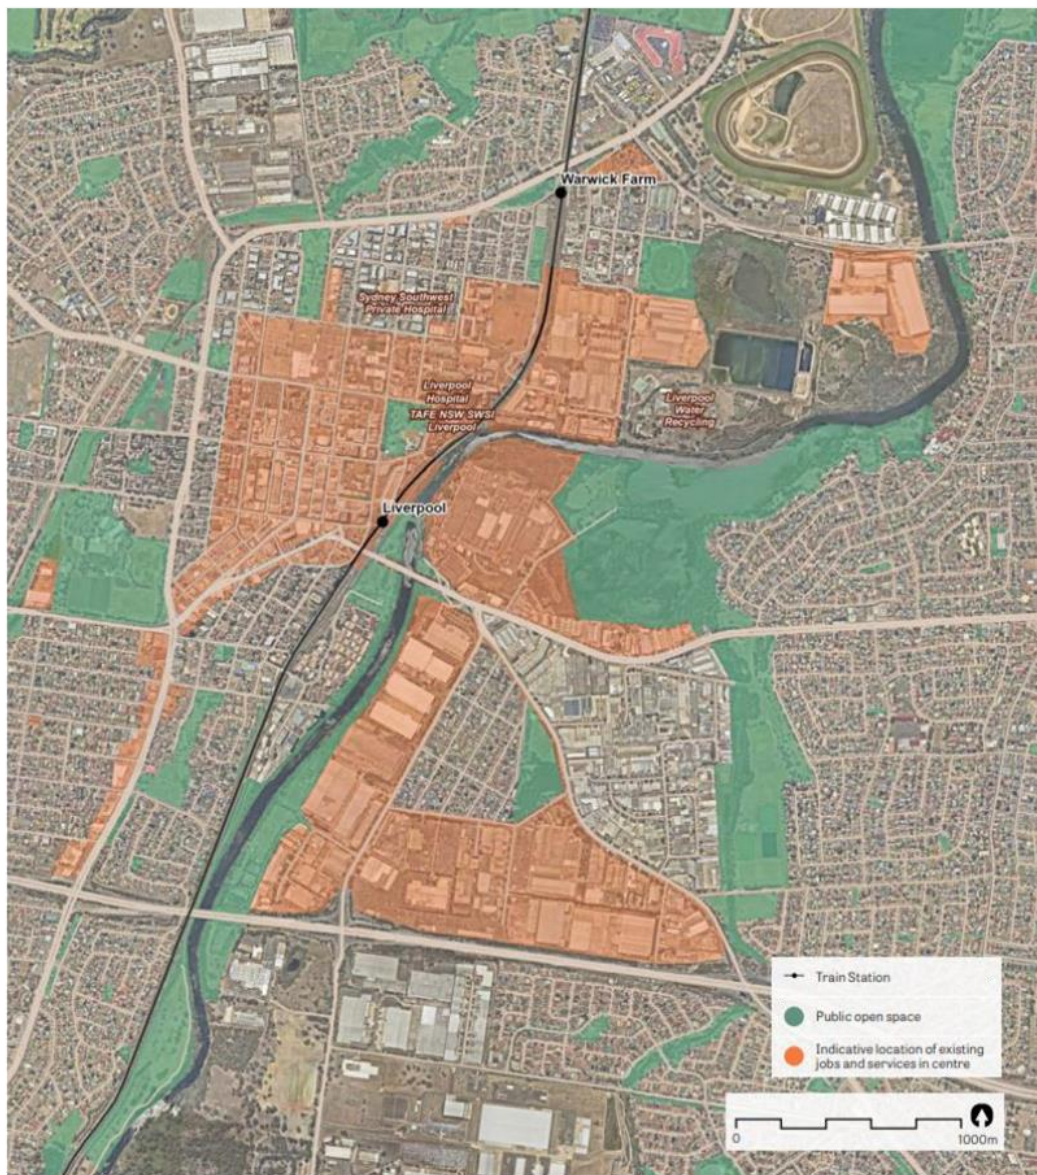 Warwick Farm
Sydney Southwest
Private Hospital
Liverpool
Hospital
TAFE NSW SWSI
Liverpool
Liverpool
Water
Recycling
Liverpool
Train Station
Public open space
Indicative location of existing
jobs and services in centre
0
1000m